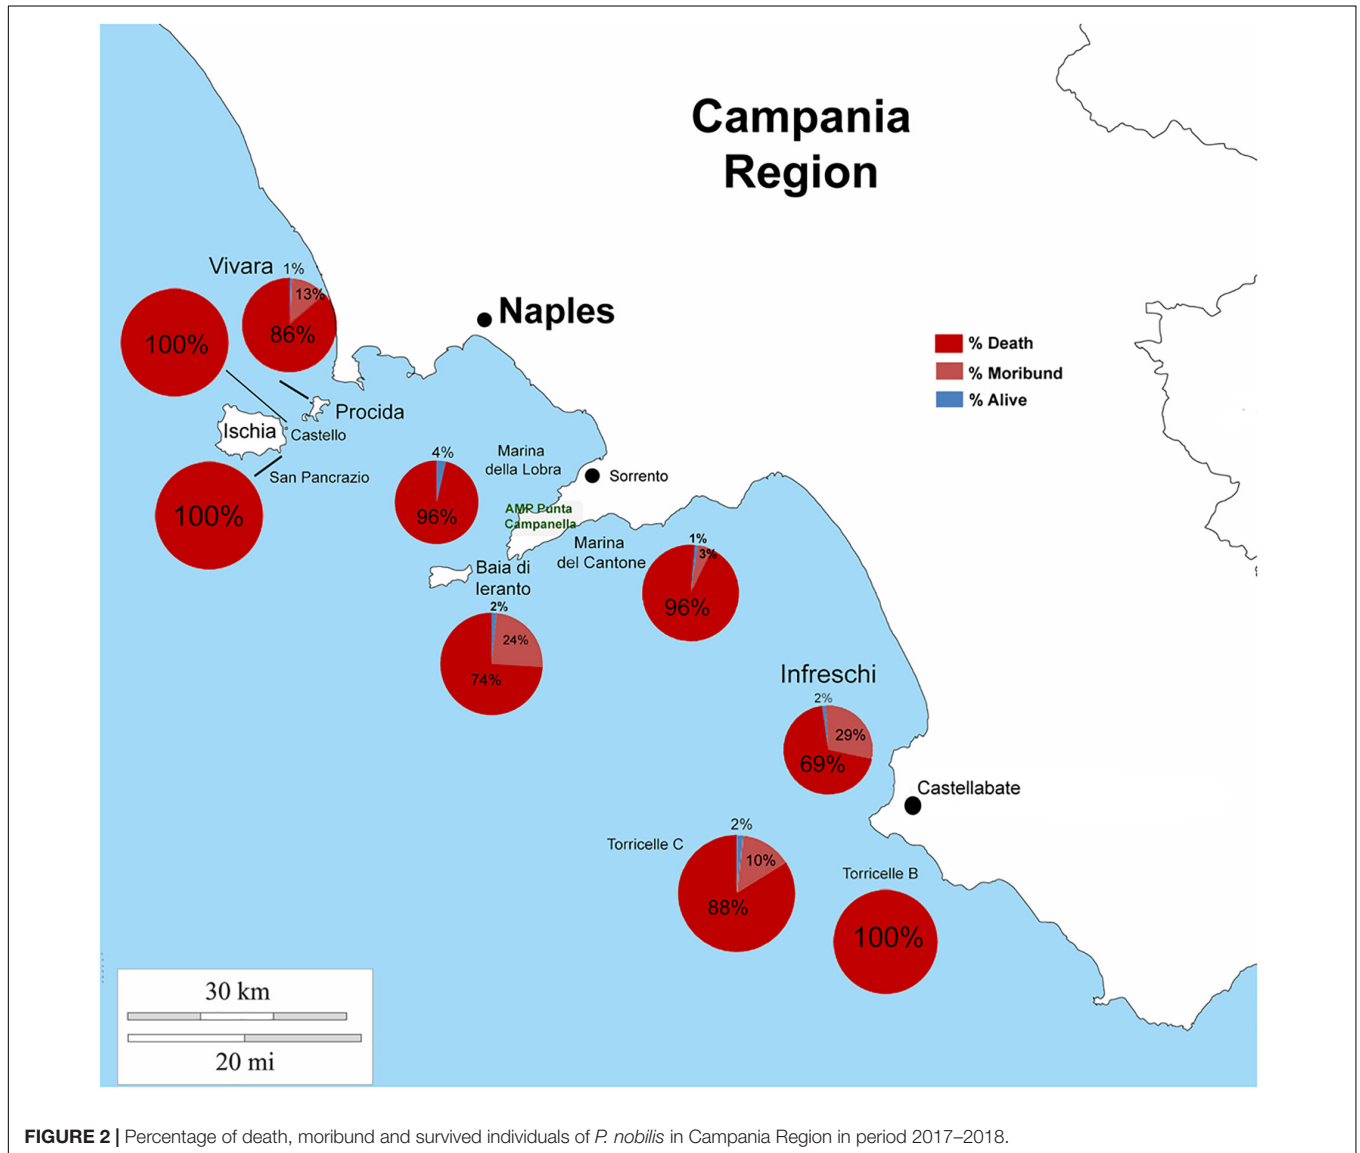 Campania
Region
Vivara
1%
13%
86%
100%
Naples
% Death
% Moribund
% Alive
Procida
Ischia
Castello
San Pancrazio
100%
4%
96%
Marina
della Lobra
Sorrento
AMP Punta
Campanella
Marina
del Cantone
1%
3%
96%
Baia di
Ieranto
2%
24%
74%
Infreschi
2%
29%
69%
Castellabate
Torricelle C
2%
10%
88%
Torricelle B
100%
30 km
20 mi
FIGURE 2 | Percentage of death, moribund and survived individuals of P. nobilis in Campania Region in period 2017–2018.